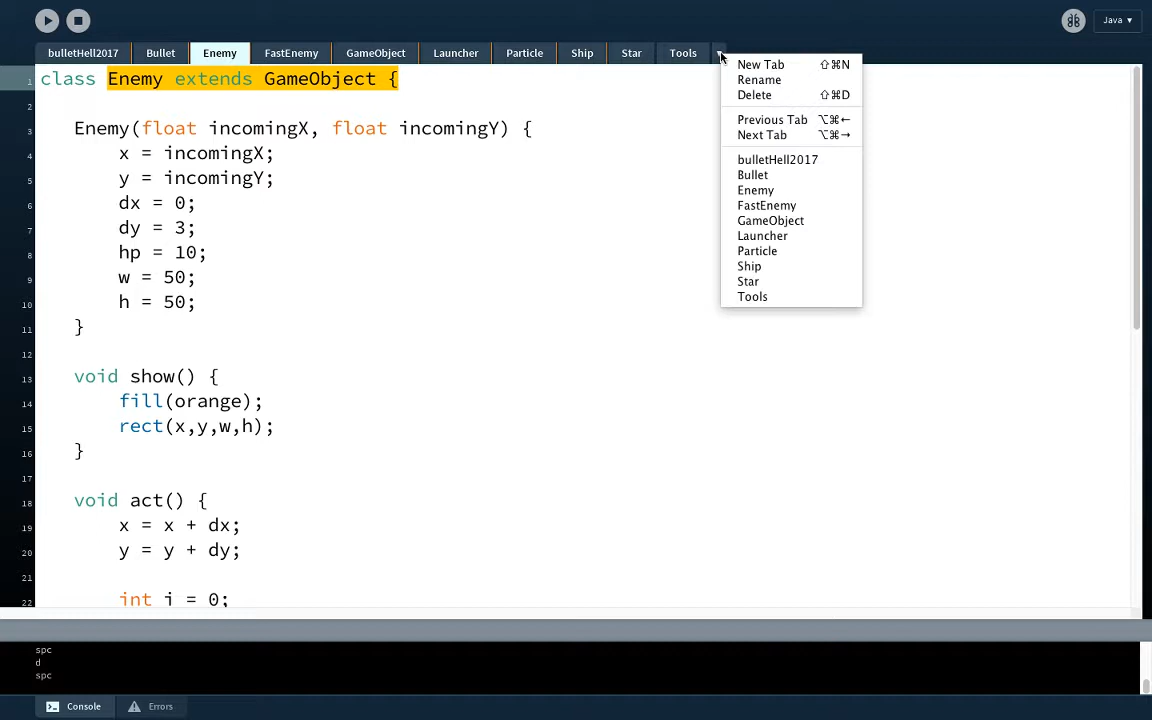 Java ▾
bulletHell2017 Bullet Enemy FastEnemy GameObject Launcher Particle Ship Star Tools ▾
New Tab ⇧⌘N
Rename
Delete ⇧⌘D
Previous Tab ⌥⌘←
Next Tab ⌥⌘→
bulletHell2017
Bullet
Enemy
FastEnemy
GameObject
Launcher
Particle
Ship
Star
Tools
1 class Enemy extends GameObject {
2
3 Enemy(float incomingX, float incomingY) {
4 x = incomingX;
5 y = incomingY;
6 dx = 0;
7 dy = 3;
8 hp = 10;
9 w = 50;
10 h = 50;
11 }
12
13 void show() {
14 fill(orange);
15 rect(x,y,w,h);
16 }
17
18 void act() {
19 x = x + dx;
20 y = y + dy;
21
22 int i = 0;
spc
d
spc
Console Errors